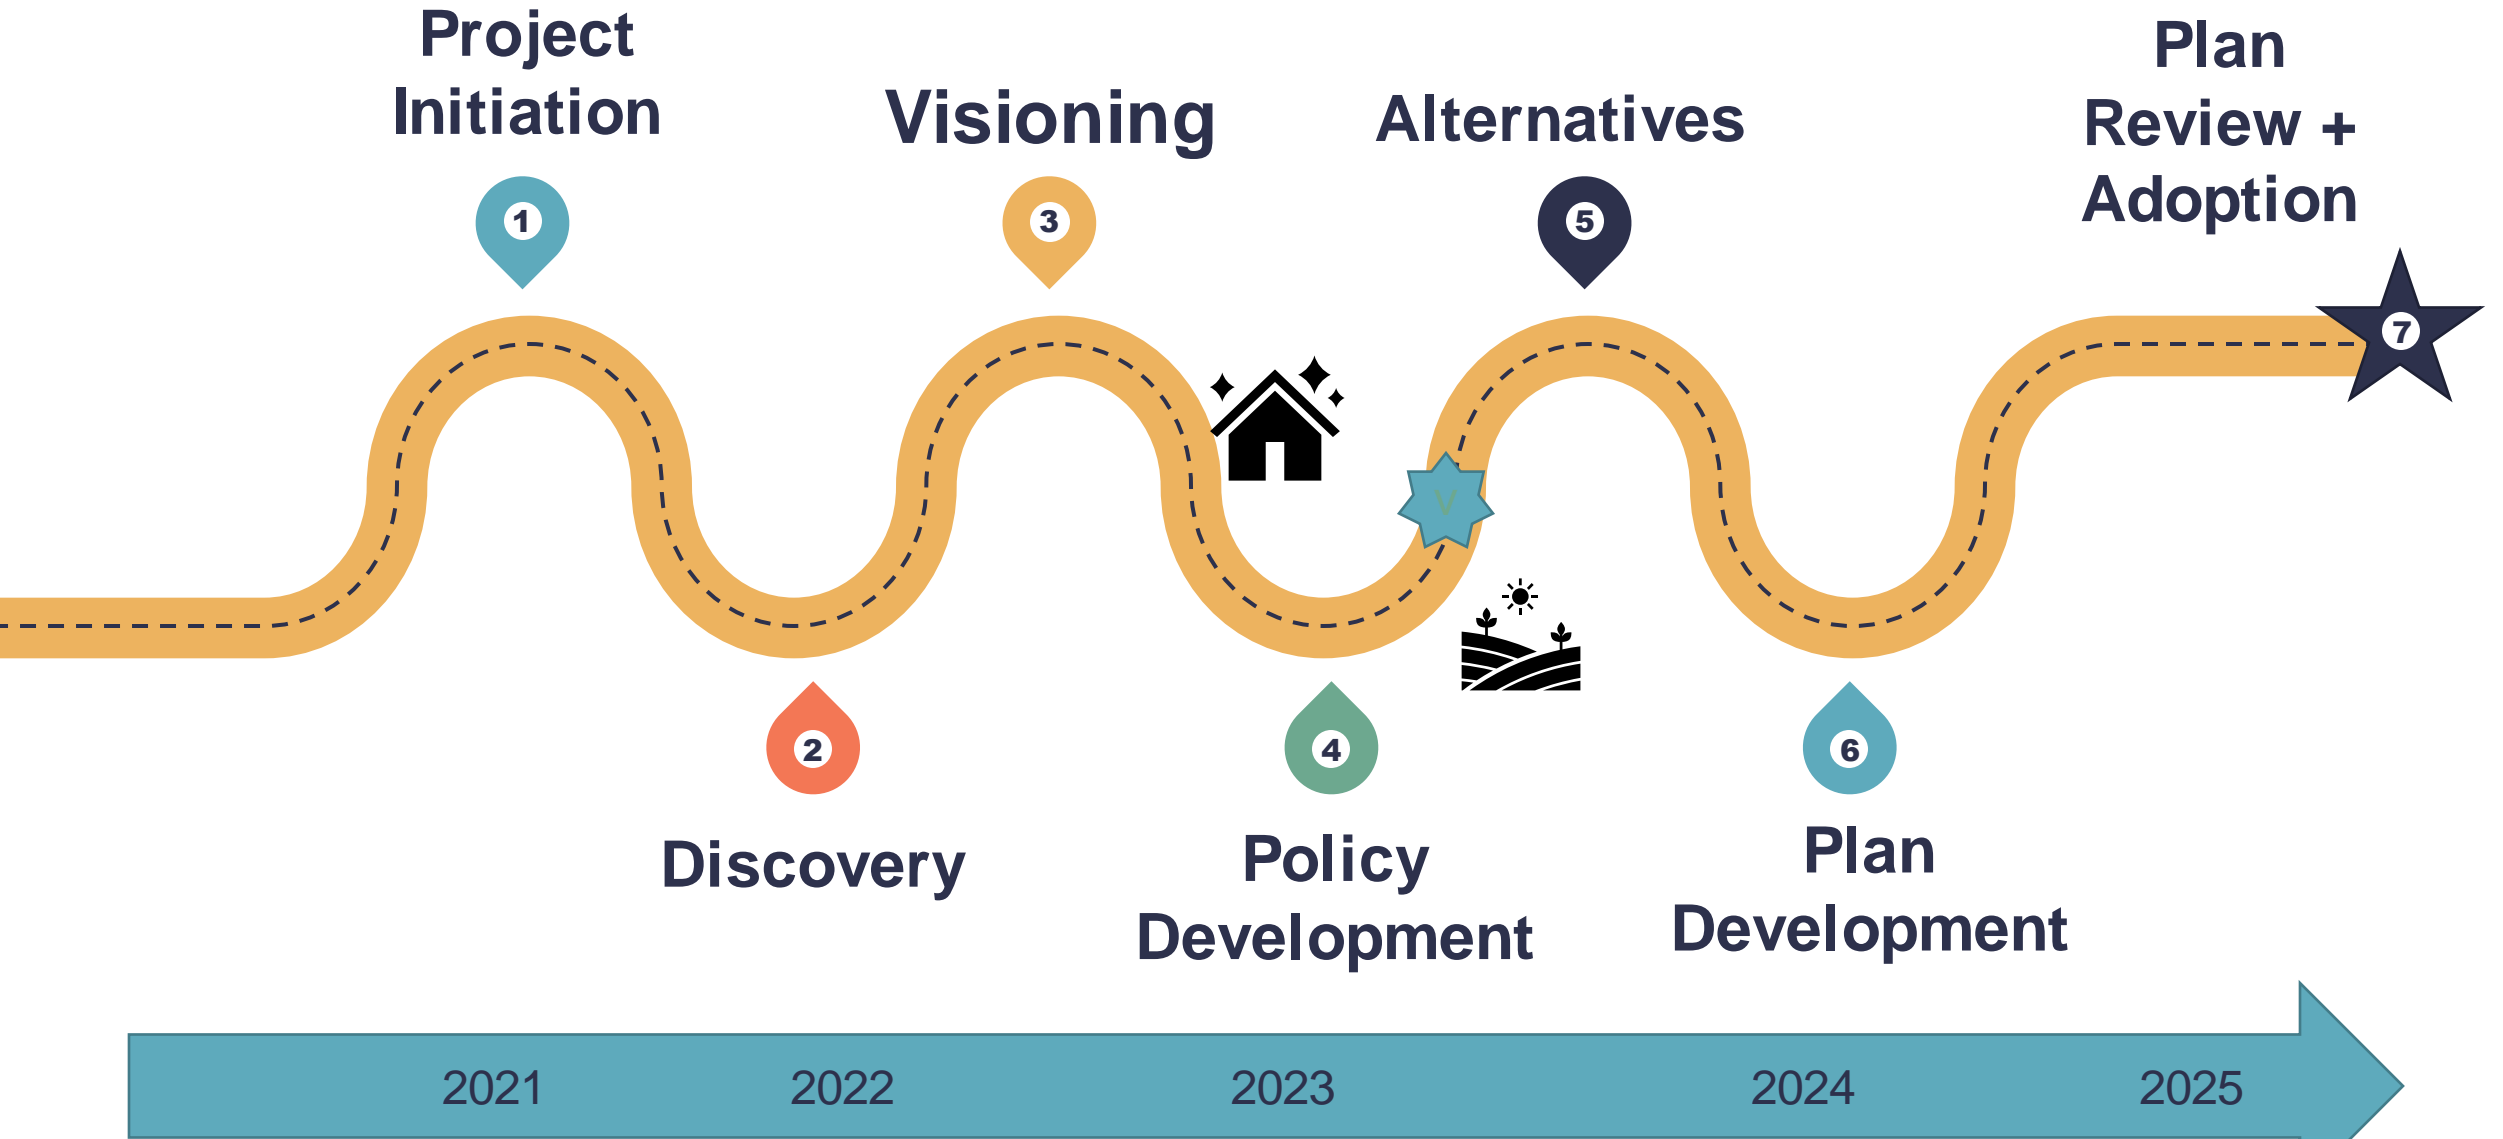 Project
Initiation
1
Visioning
3
Alternatives
5
Plan
Review +
Adoption
7
V
2
Discovery
4
Policy
Development
6
Plan
Development
2021
2022
2023
2024
2025